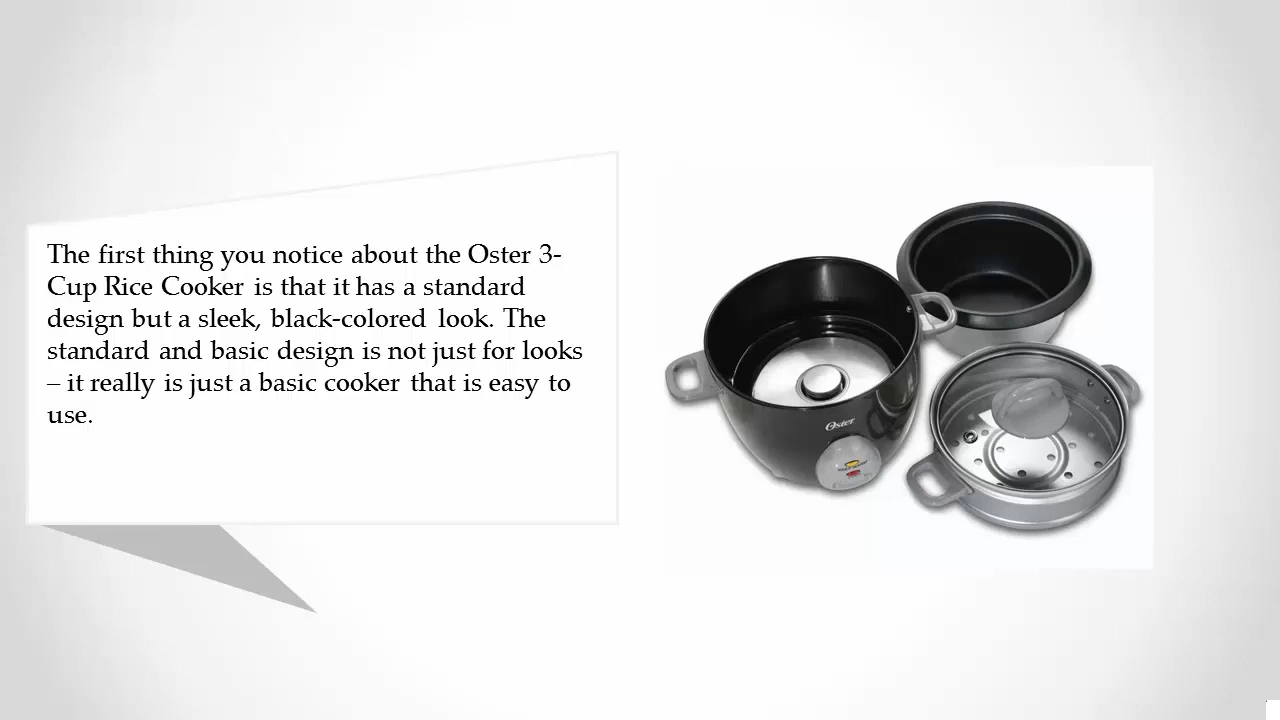 The first thing you notice about the Oster 3-
Cup Rice Cooker is that it has a standard
design but a sleek, black-colored look. The
standard and basic design is not just for looks
– it really is just a basic cooker that is easy to
use.
Oster